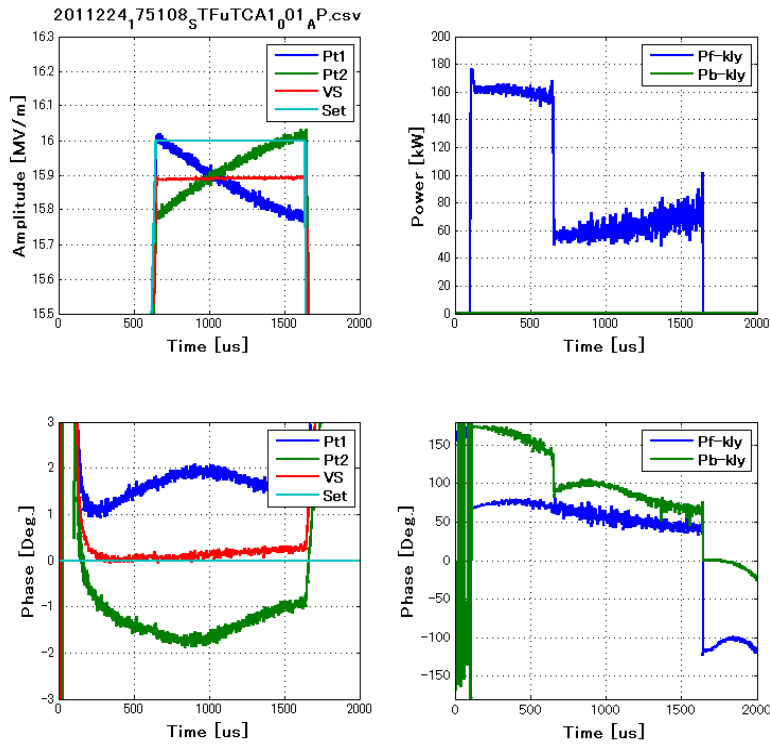 2011224₁75108ₛTFuTCA1₀01ₐP.csv
Amplitude [MV/m]
16.3
16.2
16.1
16
15.9
15.8
15.7
15.6
15.5
0
500
1000
1500
2000
Time [us]
Pt1
Pt2
VS
Set
Power [kW]
200
180
160
140
120
100
80
60
40
20
0
0
500
1000
1500
2000
Time [us]
Pf-kly
Pb-kly
Phase [Deg.]
3
2
1
0
-1
-2
-3
0
500
1000
1500
2000
Time [us]
Pt1
Pt2
VS
Set
Phase [Deg.]
150
100
50
0
-50
-100
-150
0
500
1000
1500
2000
Time [us]
Pf-kly
Pb-kly